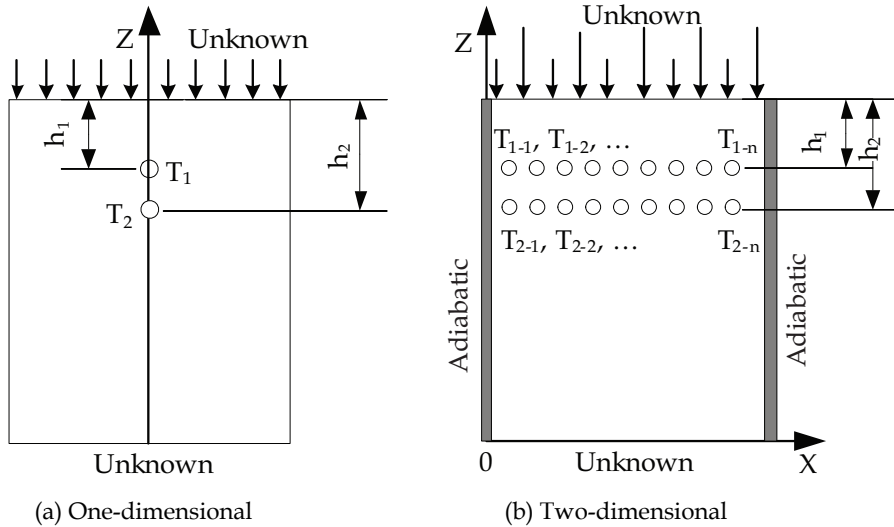 Z
Unknown
h1
h2
T1
T2
Unknown
(a) One-dimensional
Z
Unknown
T1-1, T1-2, …
T1-n
h1
h2
T2-1, T2-2, …
T2-n
Adiabatic
Adiabatic
0
Unknown
X
(b) Two-dimensional